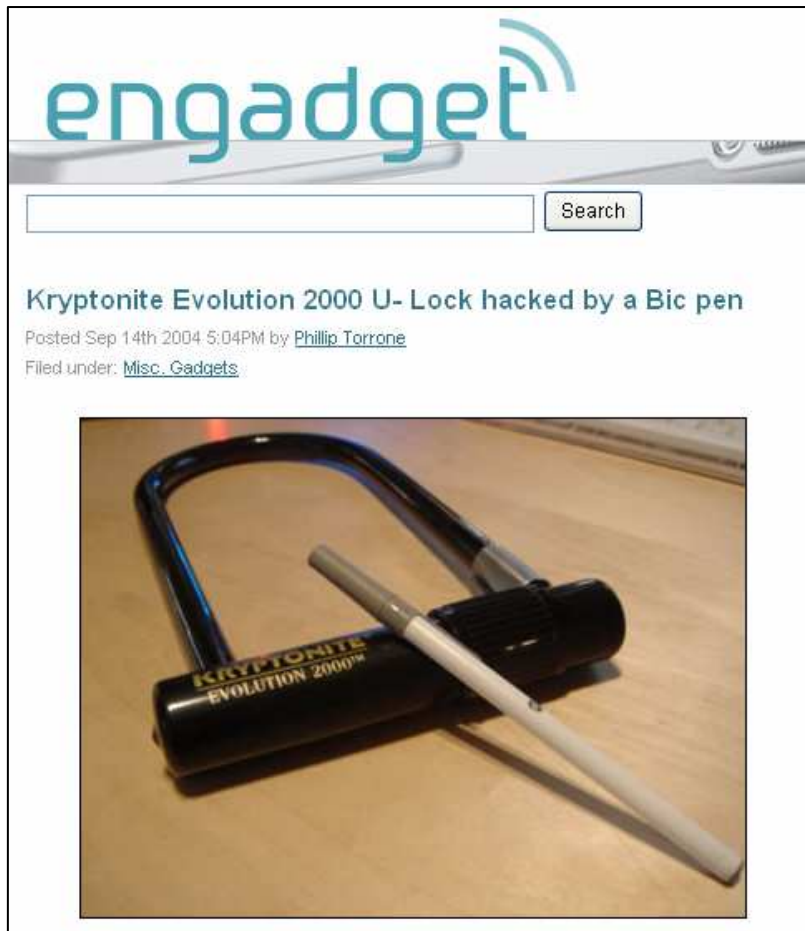 engadget
Search
Kryptonite Evolution 2000 U- Lock hacked by a Bic pen
Posted Sep 14th 2004 5:04PM by Phillip Torrone
Filed under: Misc. Gadgets
KRYPTONITE
EVOLUTION 2000™